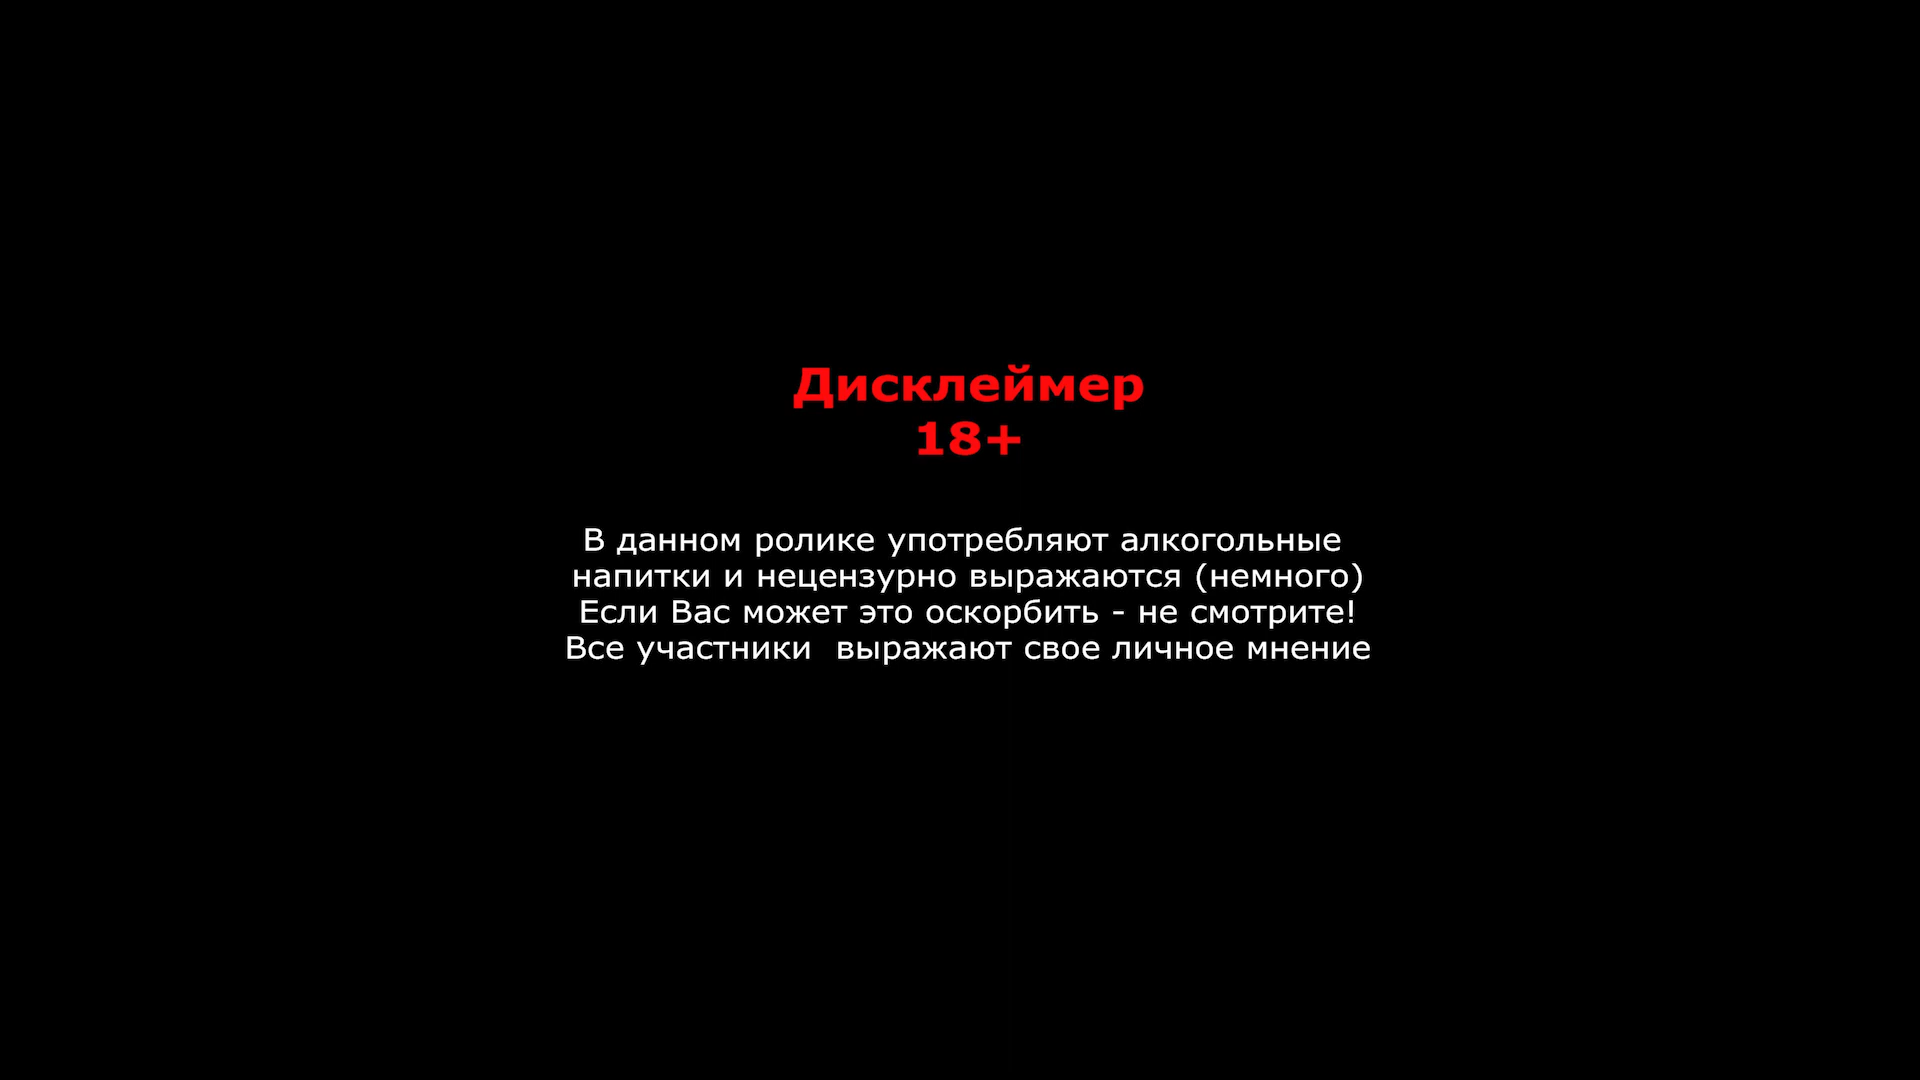 Дисклеймер
18+
В данном ролике употребляют алкогольные
напитки и нецензурно выражаются (немного)
Если Вас может это оскорбить - не смотрите!
Все участники  выражают свое личное мнение